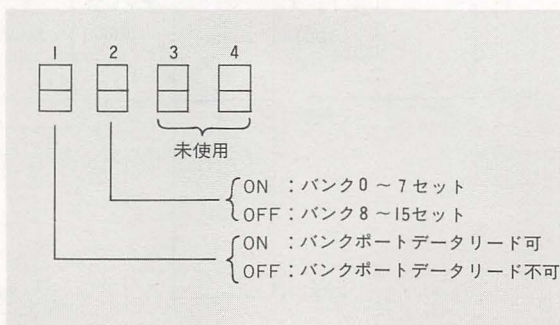 1 2 3 4
未使用
ON :バンク0 ~ 7セット
OFF:バンク8 ~15セット
ON :バンクポートデータリード可
OFF:バンクポートデータリード不可